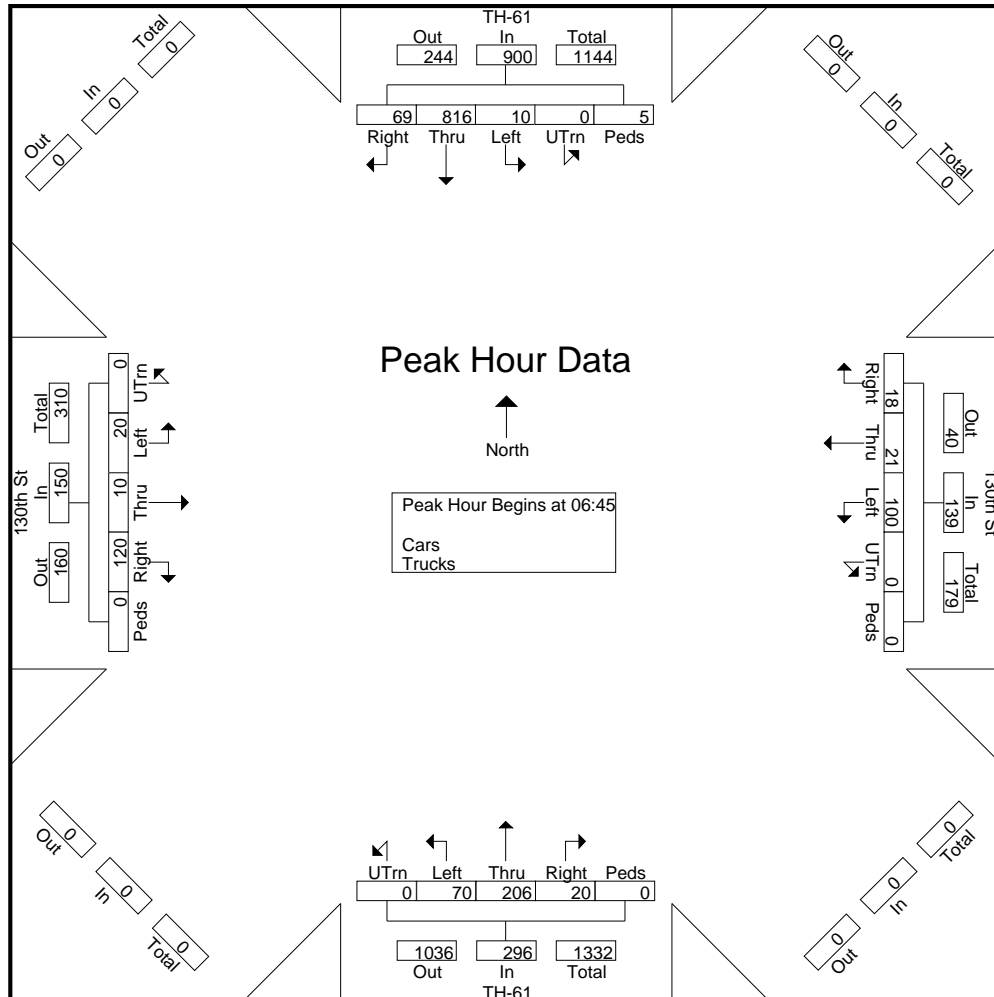 TH-61
Out In Total
244 900 1144
69 816 10 0 5
Right Thru Left UTrn Peds
Total
0
In
0
Out
0
Out
0
In
0
Total
0
Peak Hour Data
North
Peak Hour Begins at 06:45
Cars
Trucks
130th St
Total In Out
310 150 160
0 20 10 120 0
UTrn Left Thru Right Peds
130th St
Out In Total
40 139 179
18 21 100 0 0
Right Thru Left UTrn Peds
UTrn Left Thru Right Peds
0 70 206 20 0
1036 296 1332
Out In Total
TH-61
0
Out
0
In
0
Total
0
Total
0
In
0
Out